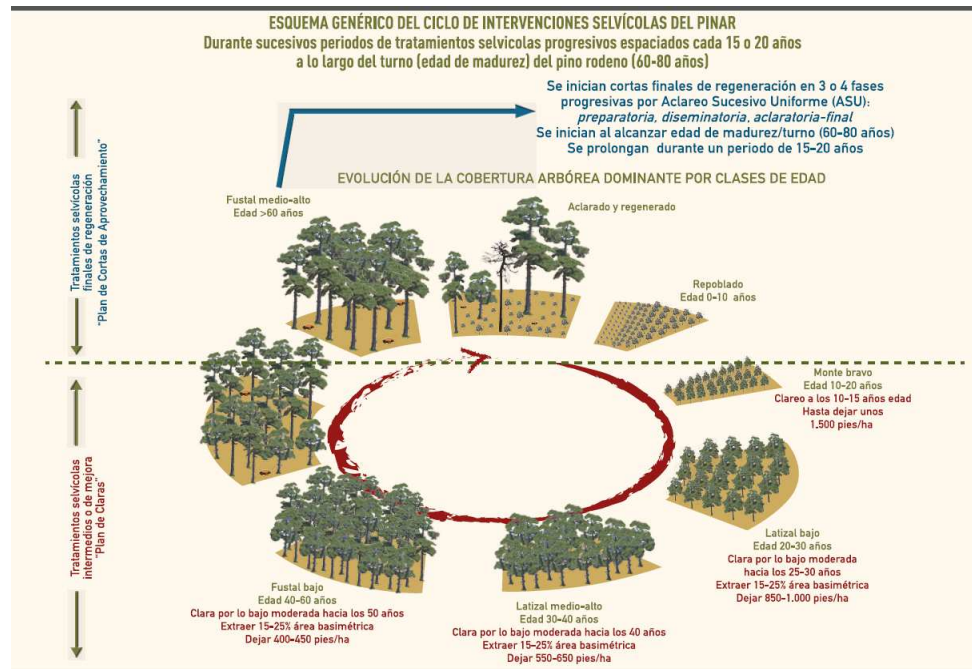 ESQUEMA GENÉRICO DEL CICLO DE INTERVENCIONES SELVÍCOLAS DEL PINAR
Durante sucesivos periodos de tratamientos selvicolas progresivos espaciados cada 15 o 20 años
a lo largo del turno (edad de madurez) del pino rodeno (60-80 años)
Se inician cortas finales de regeneración en 3 o 4 fases
progresivas por Aclareo Sucesivo Uniforme (ASU):
preparatoria, diseminatoria, aclaratoria-final
Se inician al alcanzar edad de madurez/turno (60-80 años)
Se prolongan durante un periodo de 15-20 años
EVOLUCIÓN DE LA COBERTURA ARBÓREA DOMINANTE POR CLASES DE EDAD
Tratamientos selvícolas
finales de regeneración
"Plan de Cortas de Aprovechamiento"
Fustal medio-alto
Edad >60 años
Aclarado y regenerado
Repoblado
Edad 0-10 años
Monte bravo
Edad 10-20 años
Clareo a los 10-15 años edad
Hasta dejar unos
1.500 pies/ha
Tratamientos selvícolas
intermedios o de mejora
"Plan de Claras"
Latizal bajo
Edad 20-30 años
Clara por lo bajo moderada
hacia los 25-30 años
Extraer 15-25% área basimétrica
Dejar 850-1.000 pies/ha
Fustal bajo
Edad 40-60 años
Clara por lo bajo moderada hacia los 50 años
Extraer 15-25% área basimétrica
Dejar 400-450 pies/ha
Latizal medio-alto
Edad 30-40 años
Clara por lo bajo moderada hacia los 40 años
Extraer 15-25% área basimétrica
Dejar 550-650 pies/ha